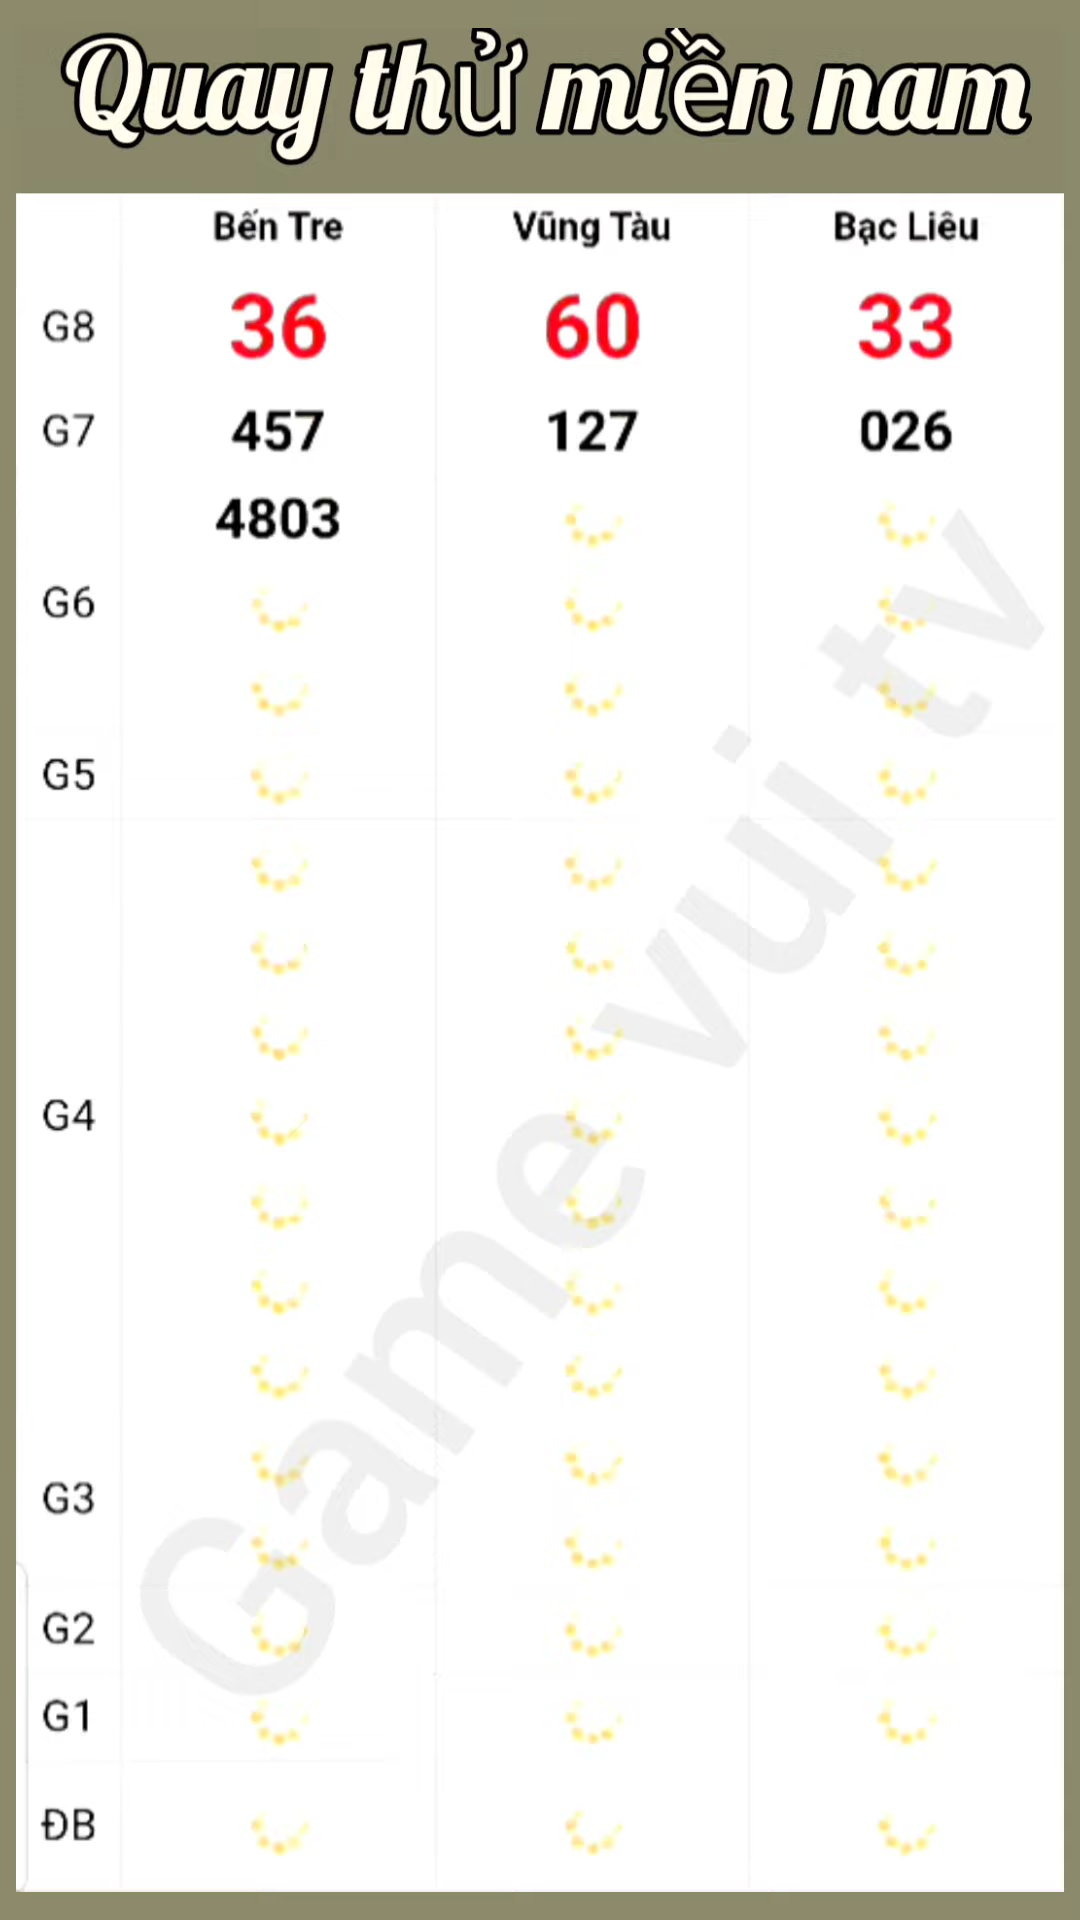 Quay thử miền nam
Bến Tre Vũng Tàu Bạc Liêu
G8 36 60 33
G7 457 127 026
4803
G6
G5
G4
G3
G2
G1
ĐB
Game vui tv